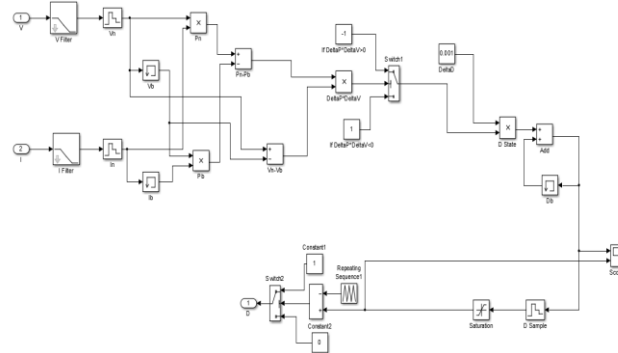 1
V
V Filter
Vn
Pn
Vb
Pn-Pb
-1
If DeltaP*DeltaV>0
Switch1
0.001
DeltaD
DeltaP*DeltaV
1
If DeltaP*DeltaV<0
D State
Add
2
I
I Filter
In
Ib
Pb
Vn-Vb
Db
Constant1
1
Switch2
Repeating
Sequence1
1
D
Constant2
0
Saturation
D Sample